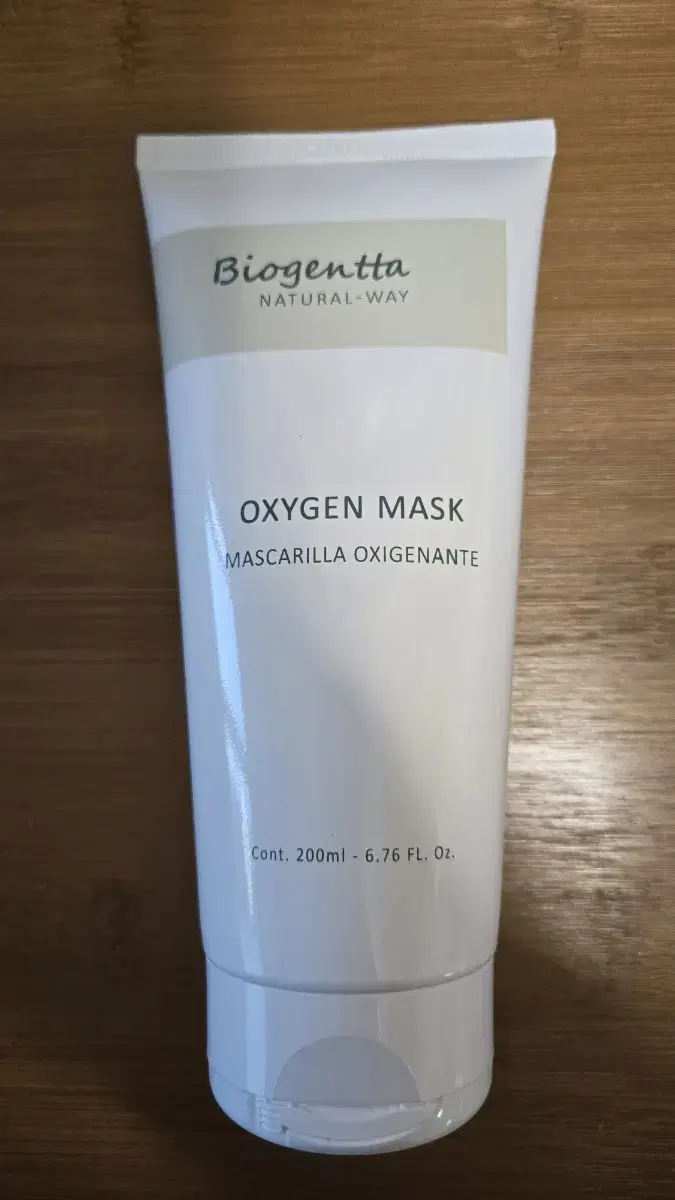 Biogentta
NATURAL-WAY
OXYGEN MASK
MASCARILLA OXIGENANTE
Cont. 200ml - 6.76 FL. Oz.